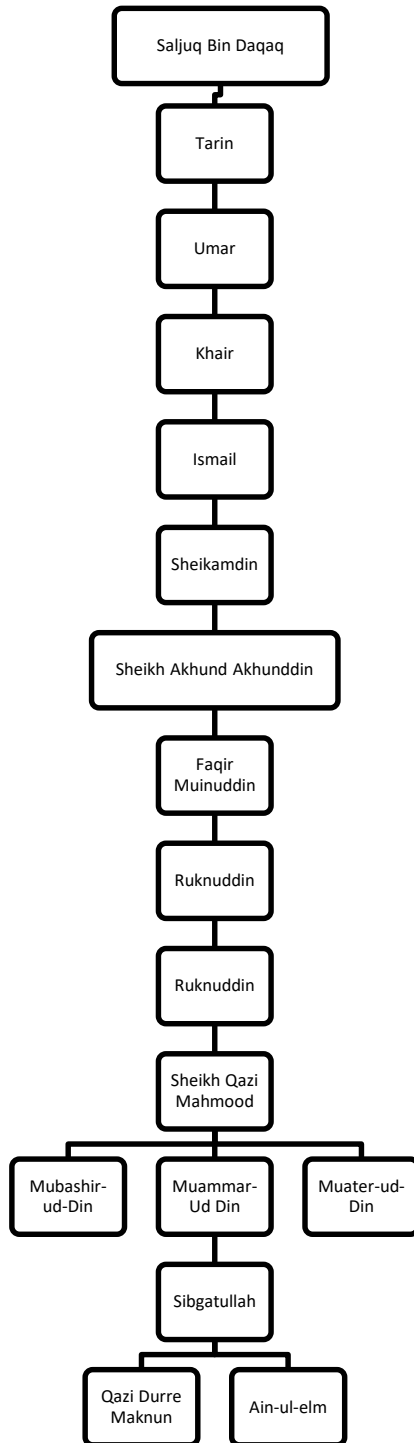 Saljuq Bin Daqaq
Tarin
Umar
Khair
Ismail
Sheikamdin
Sheikh Akhund Akhunddin
Faqir
Muinuddin
Ruknuddin
Ruknuddin
Sheikh Qazi
Mahmood
Mubashir-
ud-Din
Muammar-
Ud Din
Muater-ud-
Din
Sibgatullah
Qazi Durre
Maknun
Ain-ul-elm